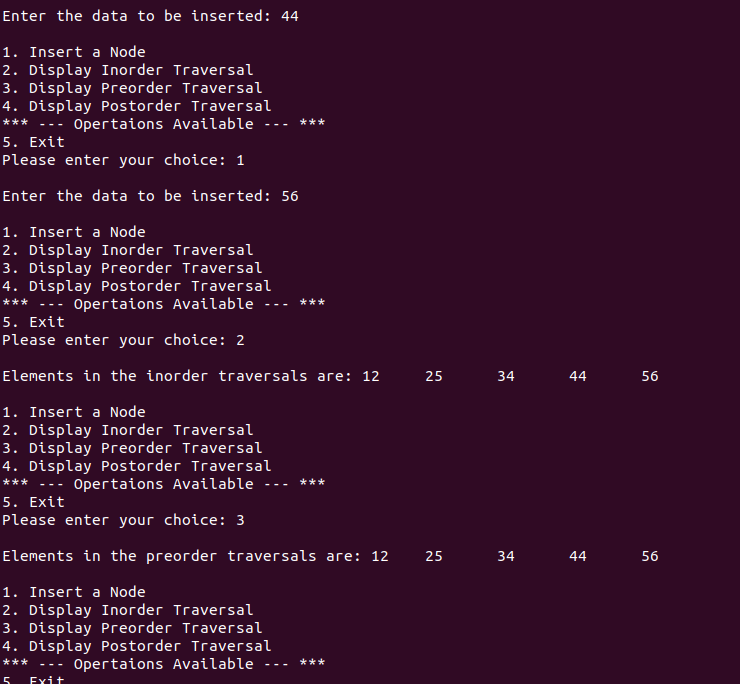 Enter the data to be inserted: 44
1. Insert a Node
2. Display Inorder Traversal
3. Display Preorder Traversal
4. Display Postorder Traversal
*** --- Opertaions Available --- ***
5. Exit
Please enter your choice: 1
Enter the data to be inserted: 56
1. Insert a Node
2. Display Inorder Traversal
3. Display Preorder Traversal
4. Display Postorder Traversal
*** --- Opertaions Available --- ***
5. Exit
Please enter your choice: 2
Elements in the inorder traversals are: 12 25 34 44 56
1. Insert a Node
2. Display Inorder Traversal
3. Display Preorder Traversal
4. Display Postorder Traversal
*** --- Opertaions Available --- ***
5. Exit
Please enter your choice: 3
Elements in the preorder traversals are: 12 25 34 44 56
1. Insert a Node
2. Display Inorder Traversal
3. Display Preorder Traversal
4. Display Postorder Traversal
*** --- Opertaions Available --- ***
5. Exit